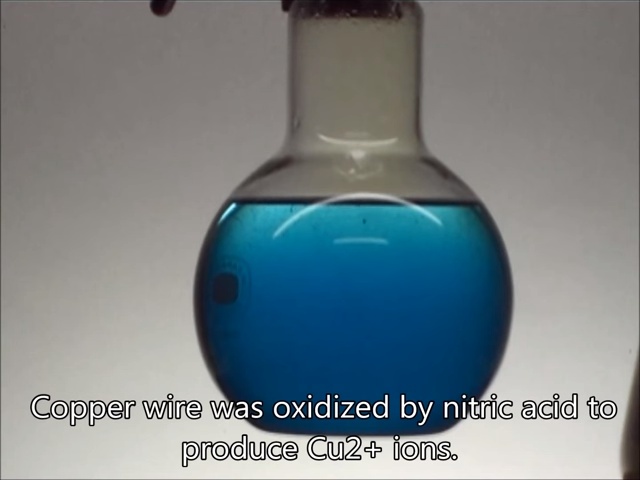 Copper wire was oxidized by nitric acid to
produce Cu2+ ions.